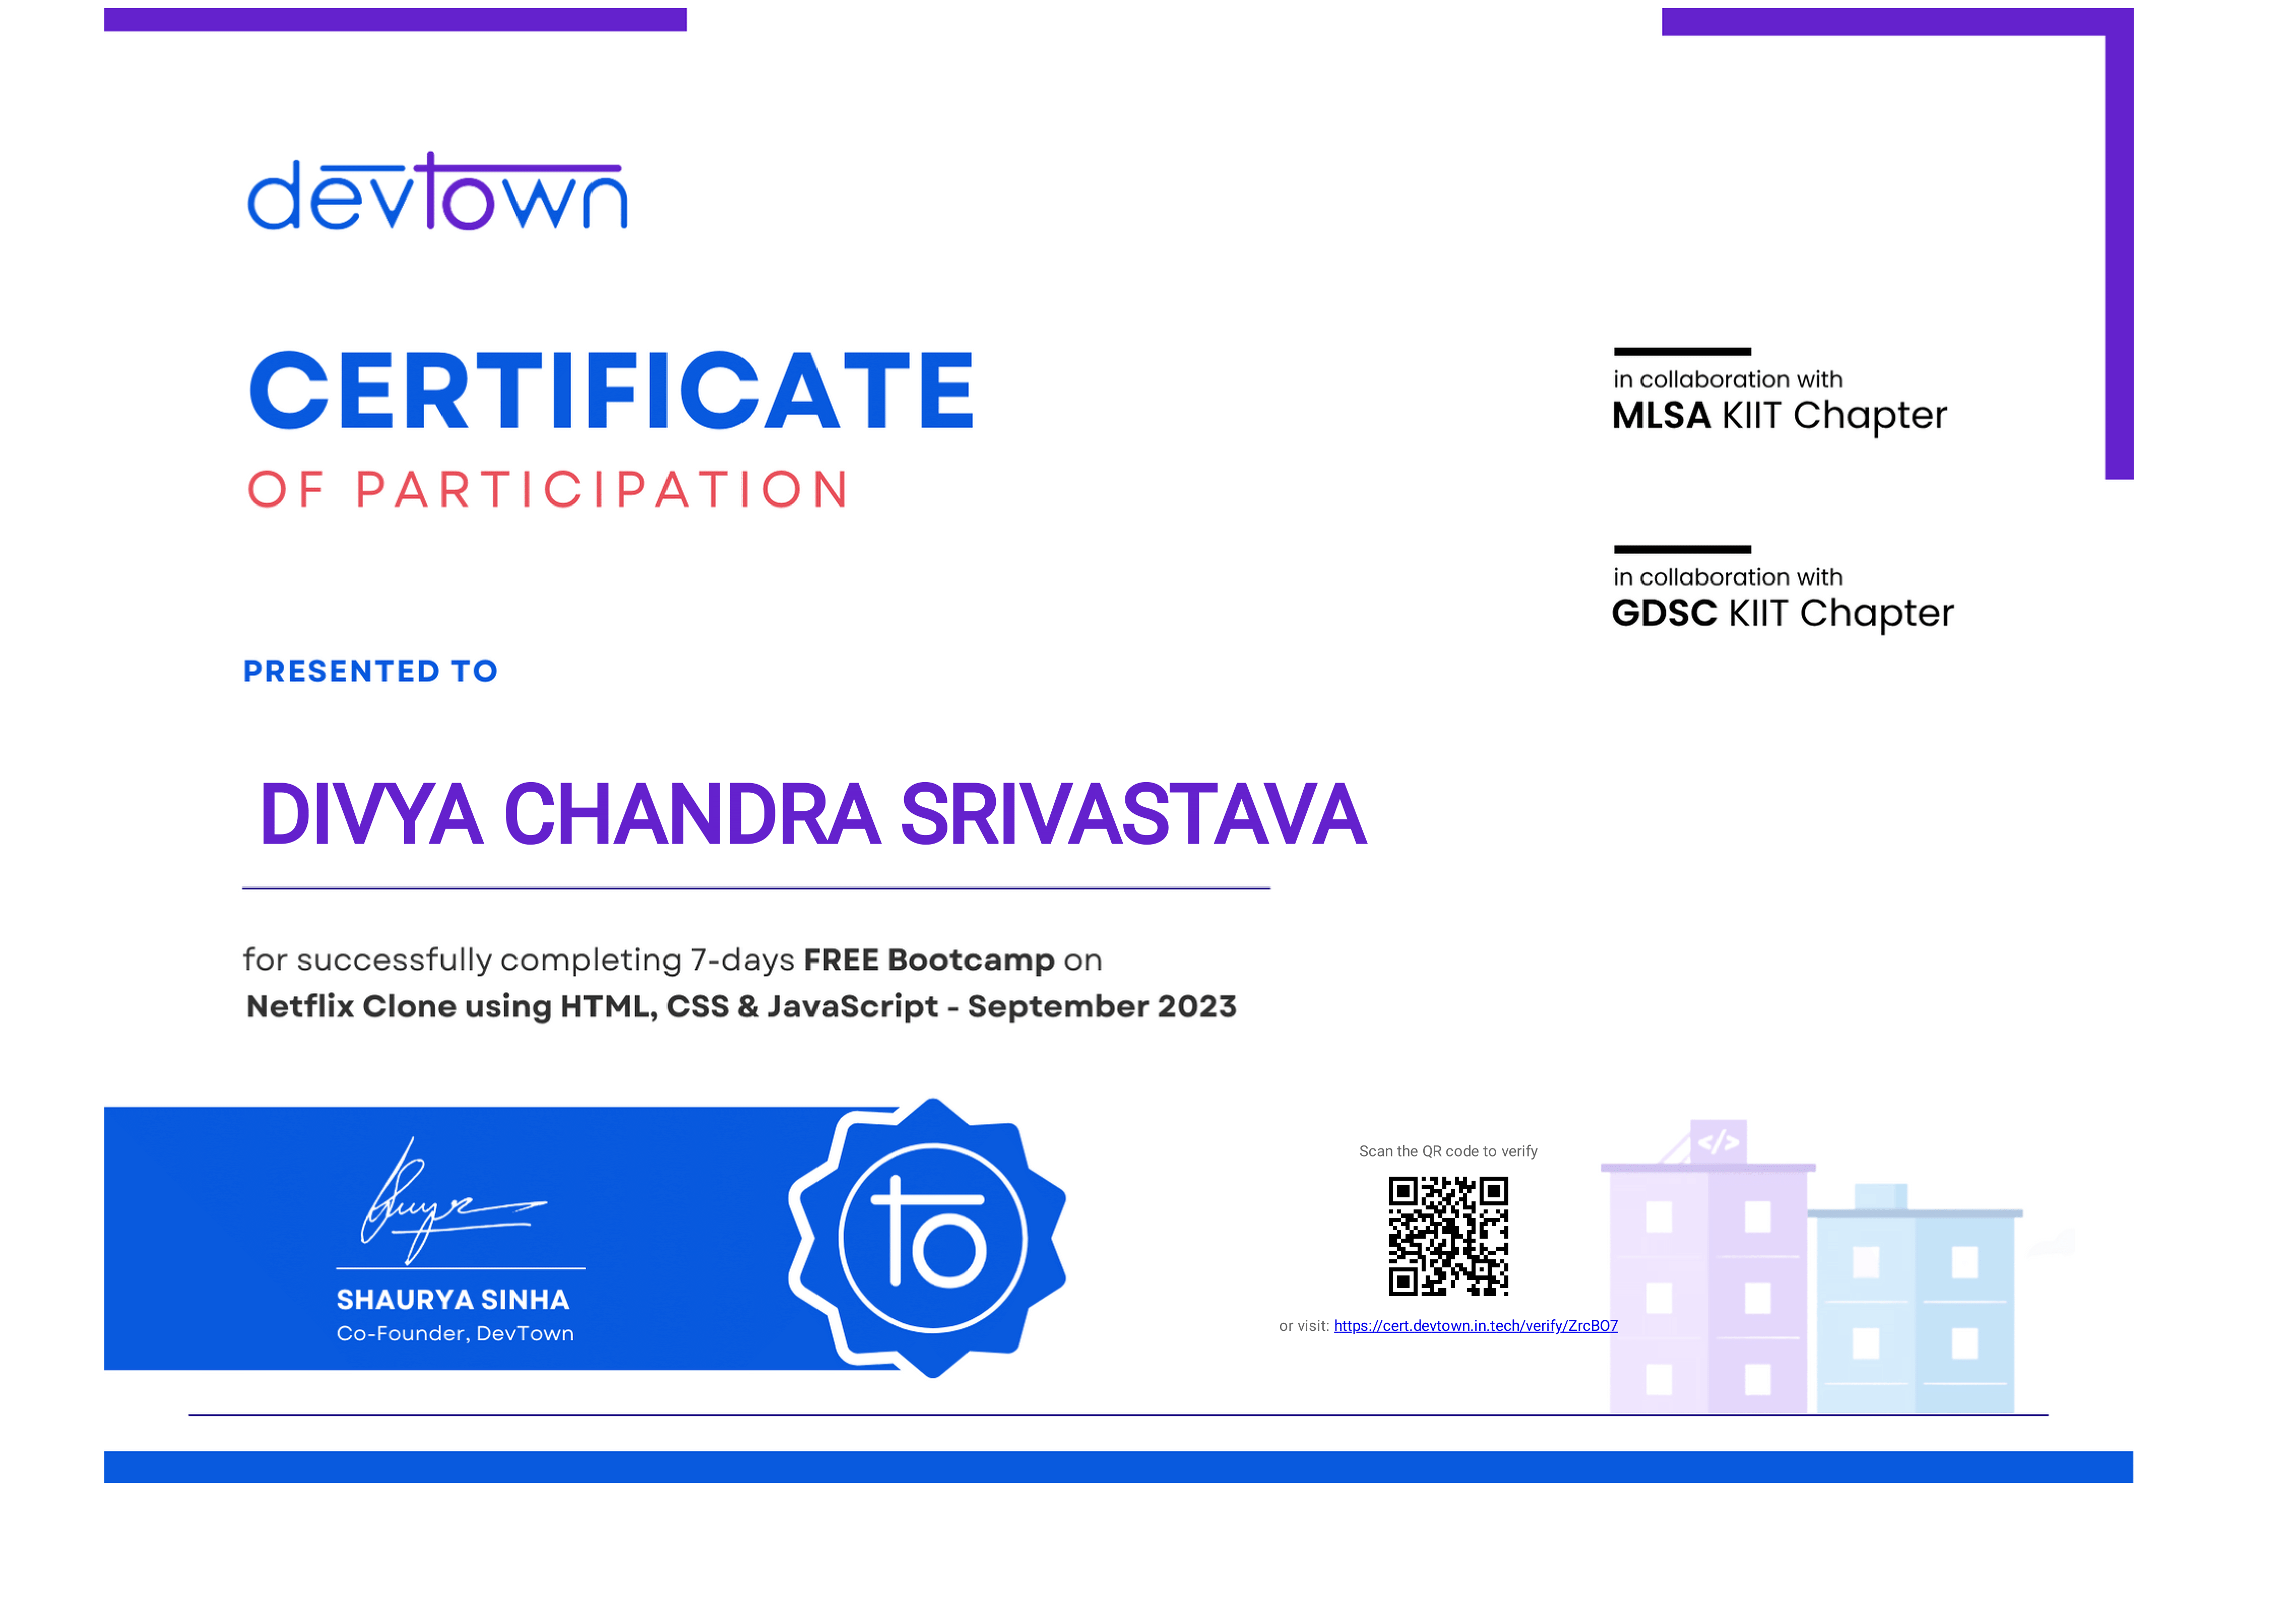 devtown
CERTIFICATE
OF PARTICIPATION
in collaboration with
MLSA KIIT Chapter
in collaboration with
GDSC KIIT Chapter
PRESENTED TO
DIVYA CHANDRA SRIVASTAVA
for successfully completing 7-days FREE Bootcamp on
Netflix Clone using HTML, CSS & JavaScript - September 2023
SHAURYA SINHA
Co-Founder, DevTown
to
Scan the QR code to verify
or visit: https://cert.devtown.in.tech/verify/ZrcBO7
</>